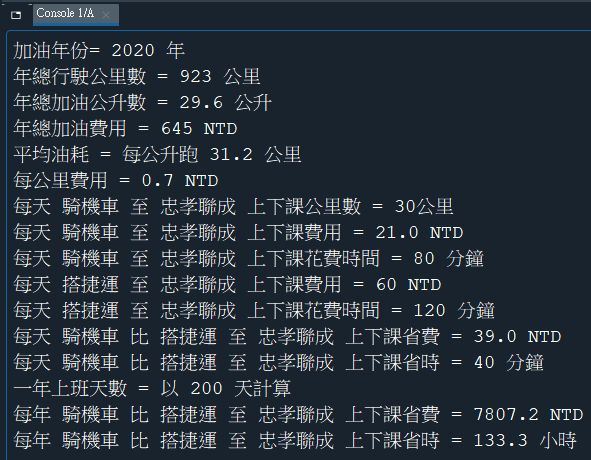 Console 1/A
加油年份= 2020 年
年總行駛公里數 = 923 公里
年總加油公升數 = 29.6 公升
年總加油費用 = 645 NTD
平均油耗 = 每公升跑 31.2 公里
每公里費用 = 0.7 NTD
每天 騎機車 至 忠孝聯成 上下課公里數 = 30公里
每天 騎機車 至 忠孝聯成 上下課費用 = 21.0 NTD
每天 騎機車 至 忠孝聯成 上下課花費時間 = 80 分鐘
每天 搭捷運 至 忠孝聯成 上下課費用 = 60 NTD
每天 搭捷運 至 忠孝聯成 上下課花費時間 = 120 分鐘
每天 騎機車 比 搭捷運 至 忠孝聯成 上下課省費 = 39.0 NTD
每天 騎機車 比 搭捷運 至 忠孝聯成 上下課省時 = 40 分鐘
一年上班天數 = 以 200 天計算
每年 騎機車 比 搭捷運 至 忠孝聯成 上下課省費 = 7807.2 NTD
每年 騎機車 比 搭捷運 至 忠孝聯成 上下課省時 = 133.3 小時